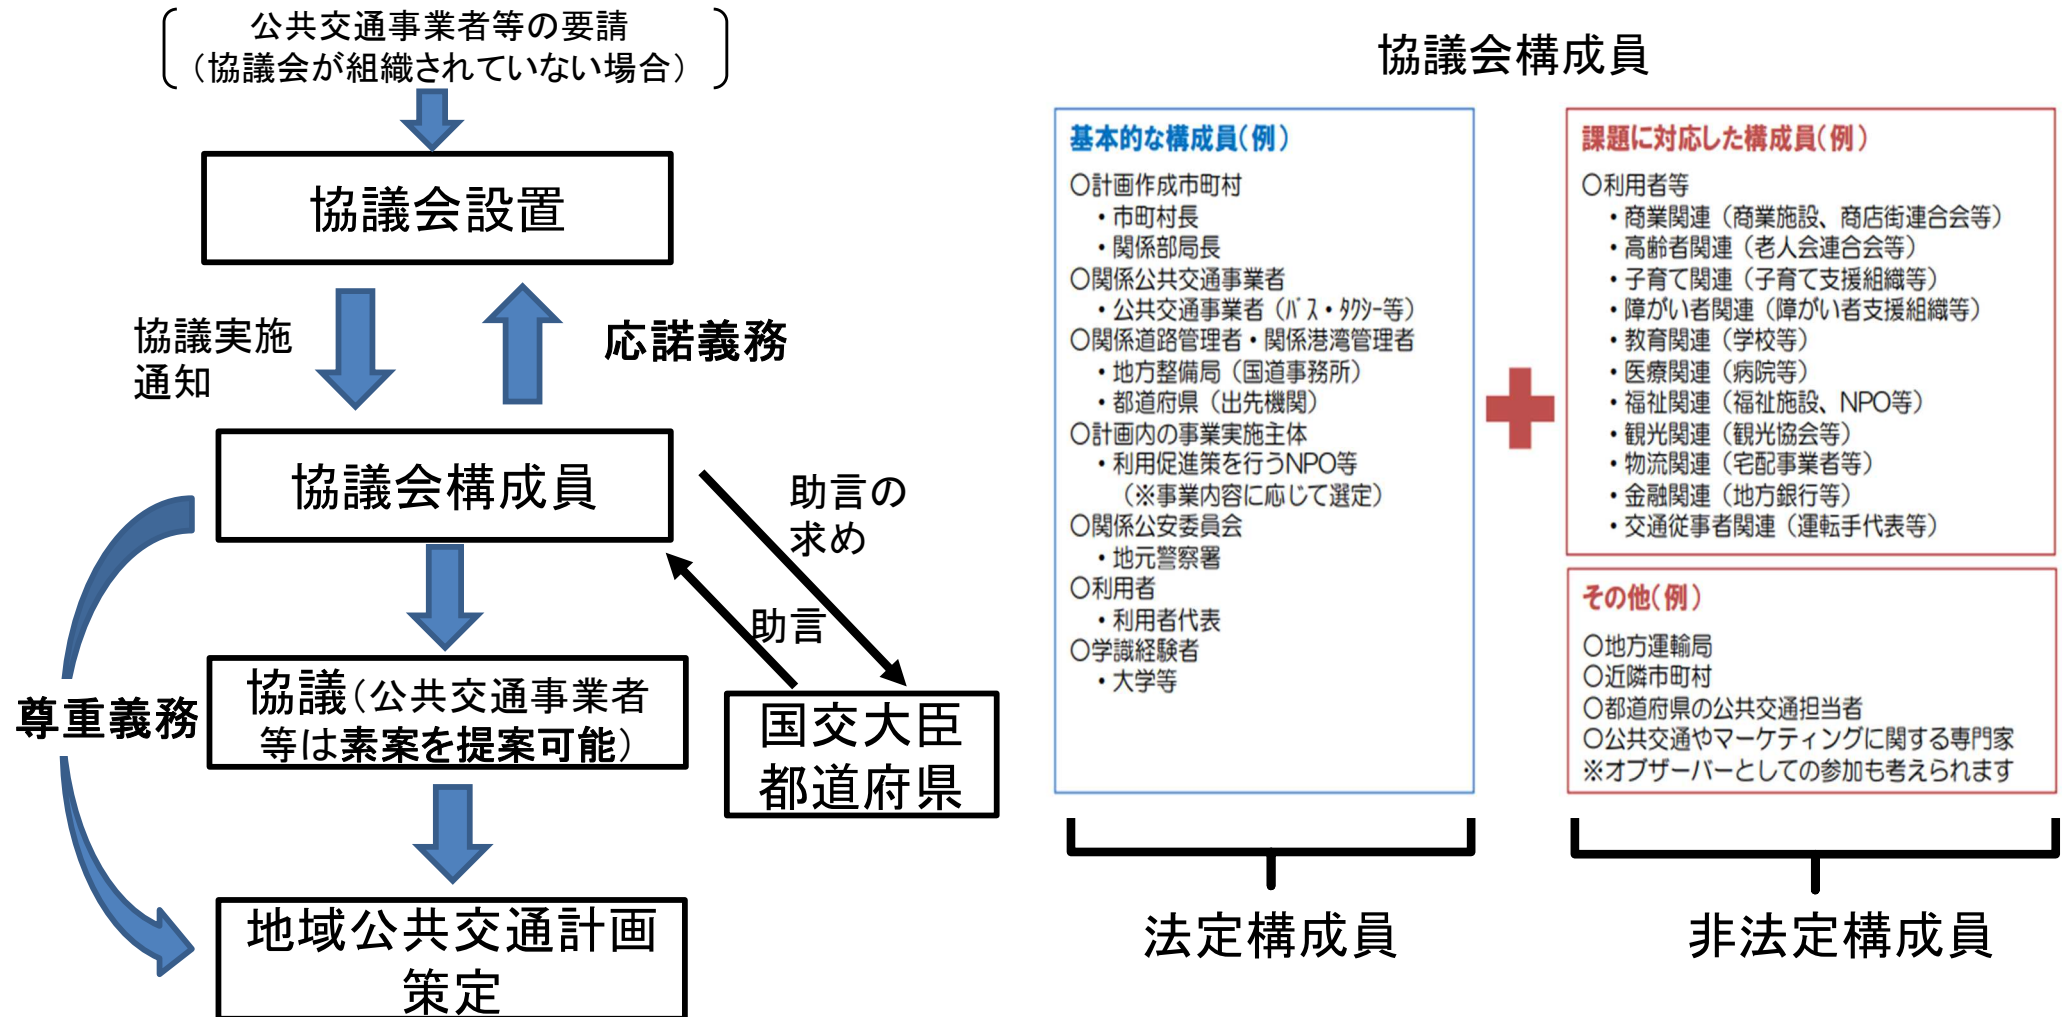 公共交通事業者等の要請
（協議会が組織されていない場合）
協議会設置
協議実施
通知
応諾義務
協議会構成員
助言の
求め
助言
尊重義務
協議（公共交通事業者
等は素案を提案可能）
国交大臣
都道府県
地域公共交通計画
策定
協議会構成員
基本的な構成員（例）
〇計画作成市町村
・市町村長
・関係部局長
〇関係公共交通事業者
・公共交通事業者（ﾊﾞｽ・ﾀｸｼｰ等）
〇関係道路管理者・関係港湾管理者
・地方整備局（国道事務所）
・都道府県（出先機関）
〇計画内の事業実施主体
・利用促進策を行うNPO等
（※事業内容に応じて選定）
〇関係公安委員会
・地元警察署
〇利用者
・利用者代表
〇学識経験者
・大学等
課題に対応した構成員（例）
〇利用者等
・商業関連（商業施設、商店街連合会等）
・高齢者関連（老人会連合会等）
・子育て関連（子育て支援組織等）
・障がい者関連（障がい者支援組織等）
・教育関連（学校等）
・医療関連（病院等）
・福祉関連（福祉施設、NPO等）
・観光関連（観光協会等）
・物流関連（宅配事業者等）
・金融関連（地方銀行等）
・交通従事者関連（運転手代表等）
その他（例）
〇地方運輸局
〇近隣市町村
〇都道府県の公共交通担当者
〇公共交通やマーケティングに関する専門家
※オブザーバーとしての参加も考えられます
法定構成員
非法定構成員